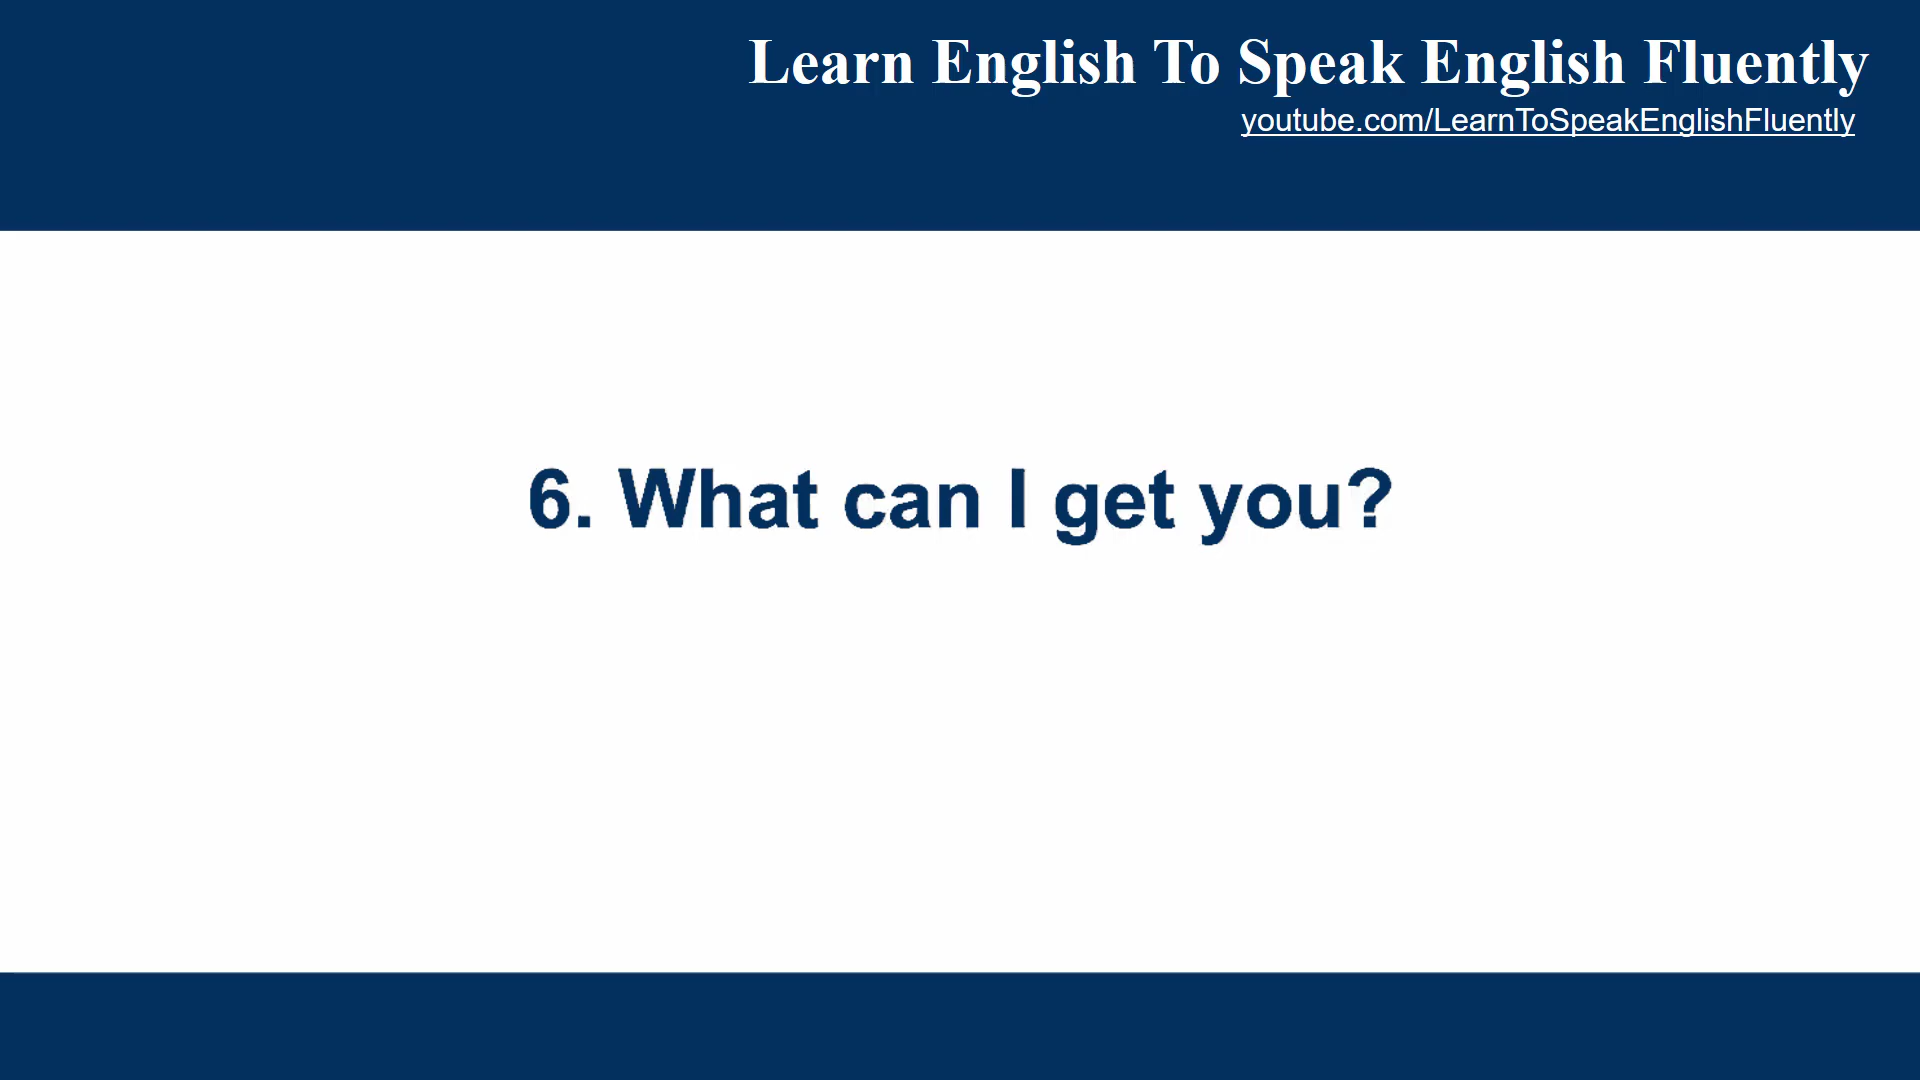 Learn English To Speak English Fluently
youtube.com/LearnToSpeakEnglishFluently
6. What can I get you?